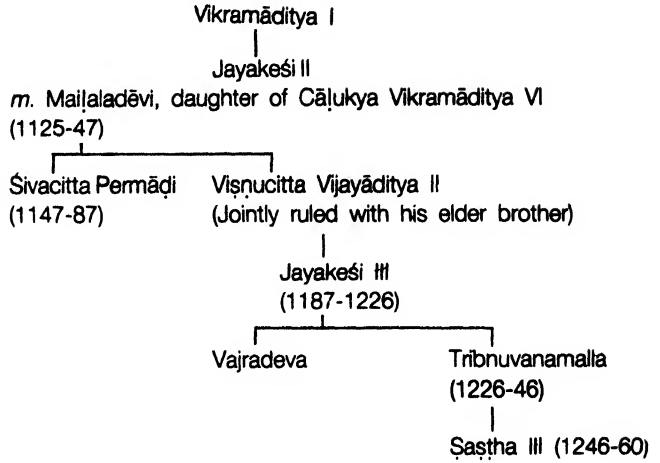 Vikramāditya I
Jayakeśi II
m. Maiḷaladēvi, daughter of Cāḷukya Vikramāditya VI
(1125-47)
Śivacitta Permāḍi Viṣṇucitta Vijayāditya II
(1147-87) (Jointly ruled with his elder brother)
Jayakeśi III
(1187-1226)
Vajradeva Tribnuvanamalla
(1226-46)
Ṣaṣṭha III (1246-60)